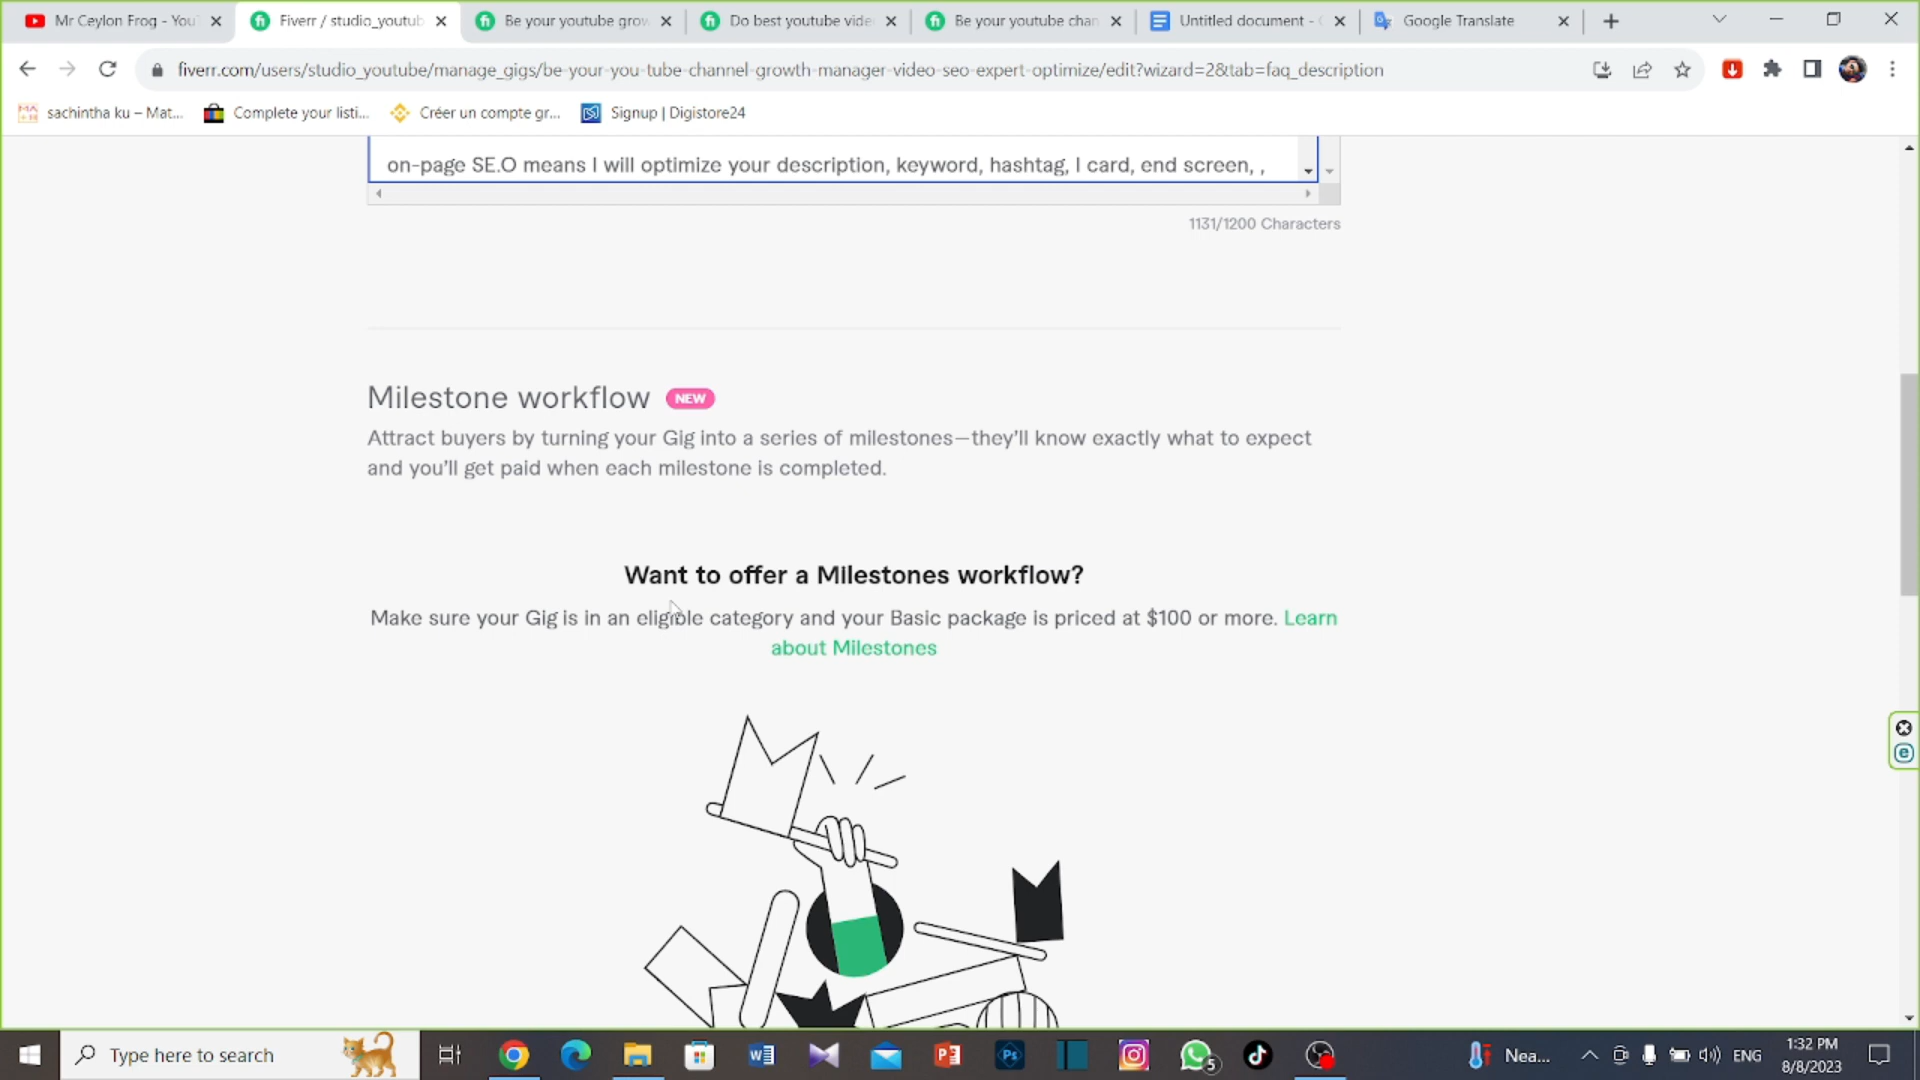 Mr Ceylon Frog - You
Fiverr / studio_youtub
Be your youtube grow
Do best youtube vide
Be your youtube chan
Untitled document -
Google Translate
fiverr.com/users/studio_youtube/manage_gigs/be-your-you-tube-channel-growth-manager-video-seo-expert-optimize/edit?wizard=2&tab=faq_description
sachintha ku – Mat...
Complete your listi...
Créer un compte gr...
Signup | Digistore24
on-page SE.O means I will optimize your description, keyword, hashtag, I card, end screen, ,
1131/1200 Characters
Milestone workflow NEW
Attract buyers by turning your Gig into a series of milestones—they'll know exactly what to expect
and you'll get paid when each milestone is completed.
Want to offer a Milestones workflow?
Make sure your Gig is in an eligible category and your Basic package is priced at $100 or more. Learn
about Milestones
Type here to search
5
Nea...
ENG
1:32 PM
8/8/2023